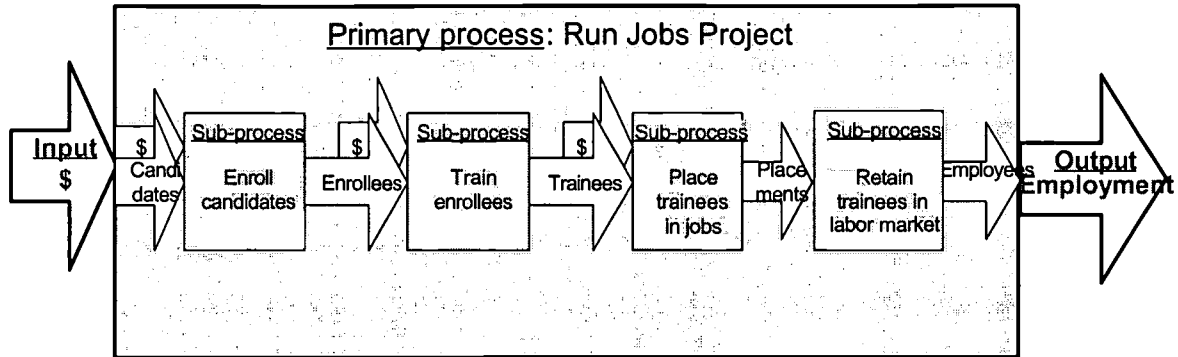 Primary process: Run Jobs Project
Input
$
$
Candi
dates
Sub-process
Enroll
candidates
$
Enrollees
Sub-process
Train
enrollees
$
Trainees
Sub-process
Place
trainees
in jobs
Place
ments
Sub-process
Retain
trainees in
labor market
Employees
Output
Employment